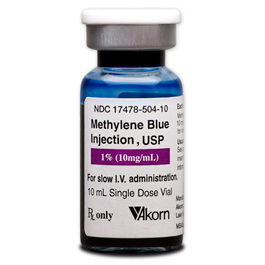 NDC 17478-504-10
Methylene Blue
Injection, USP
1% (10mg/mL)
For slow I.V. administration.
10 mL Single Dose Vial
Rx only
Akorn